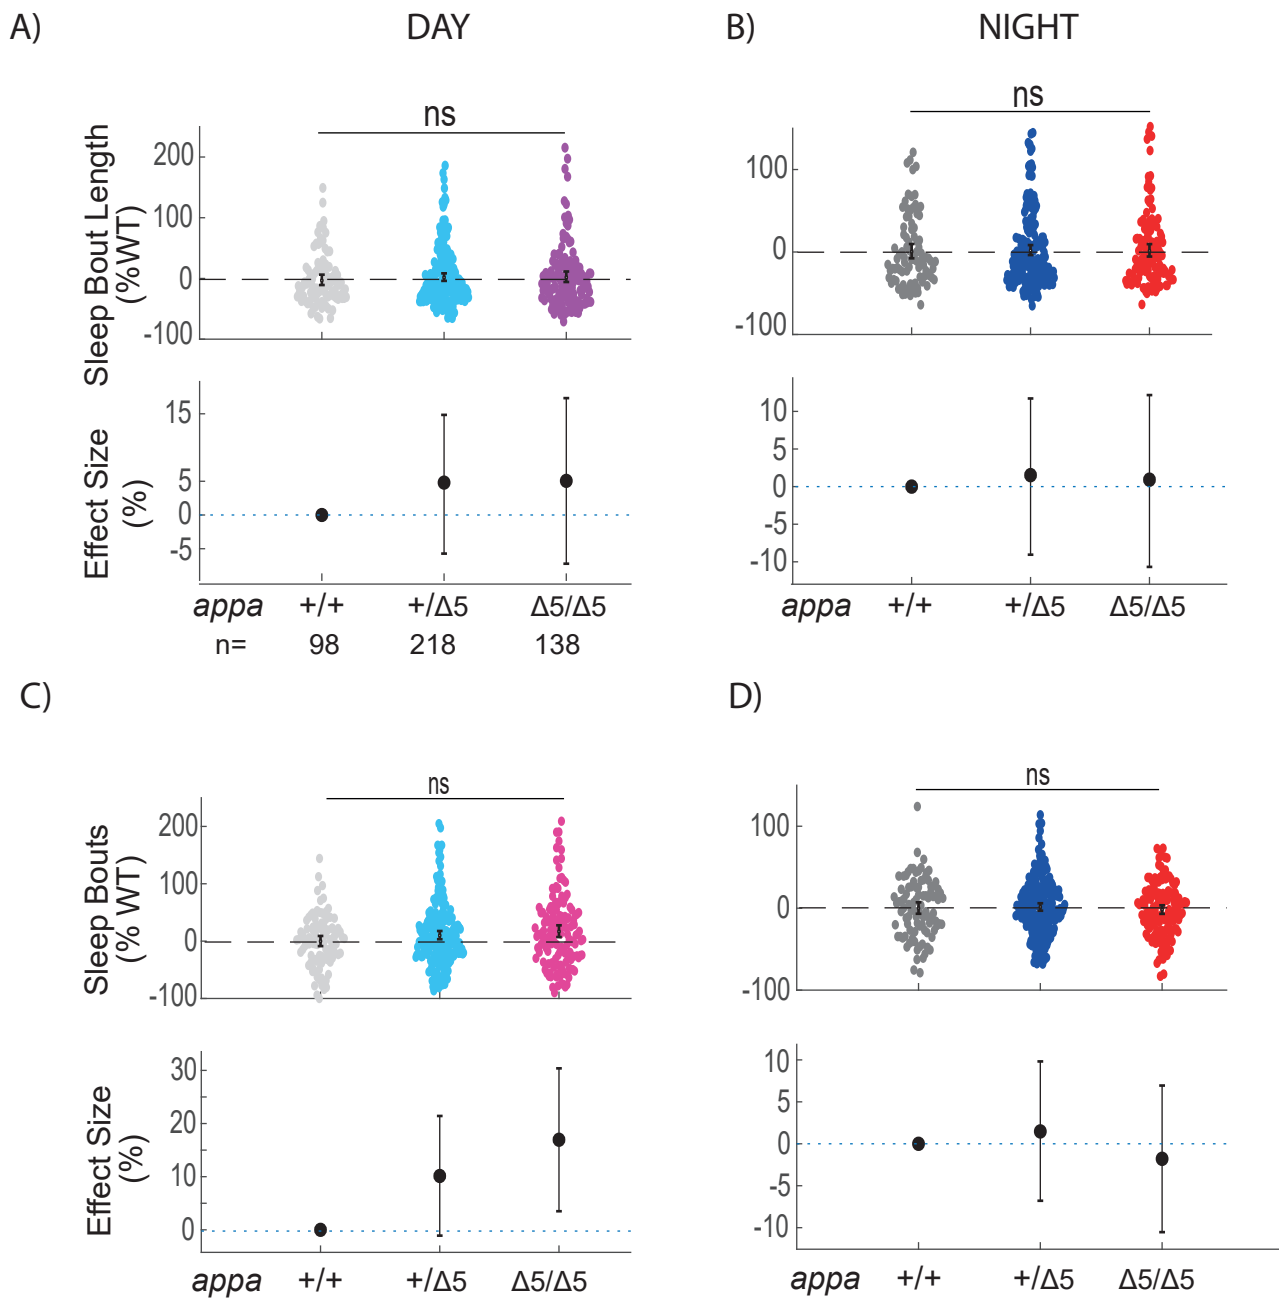 A) DAY
ns
Sleep Bout Length
(%WT)
200
100
0
-100
Effect Size
(%)
15
5
0
-5
appa +/+ +/Δ5 Δ5/Δ5
n= 98 218 138
B) NIGHT
ns
100
0
-100
10
5
0
-5
-10
appa +/+ +/Δ5 Δ5/Δ5
C)
ns
Sleep Bouts
(% WT)
200
100
0
-100
Effect Size
(%)
30
20
10
0
appa +/+ +/Δ5 Δ5/Δ5
D)
ns
100
0
-100
10
5
0
-5
-10
appa +/+ +/Δ5 Δ5/Δ5